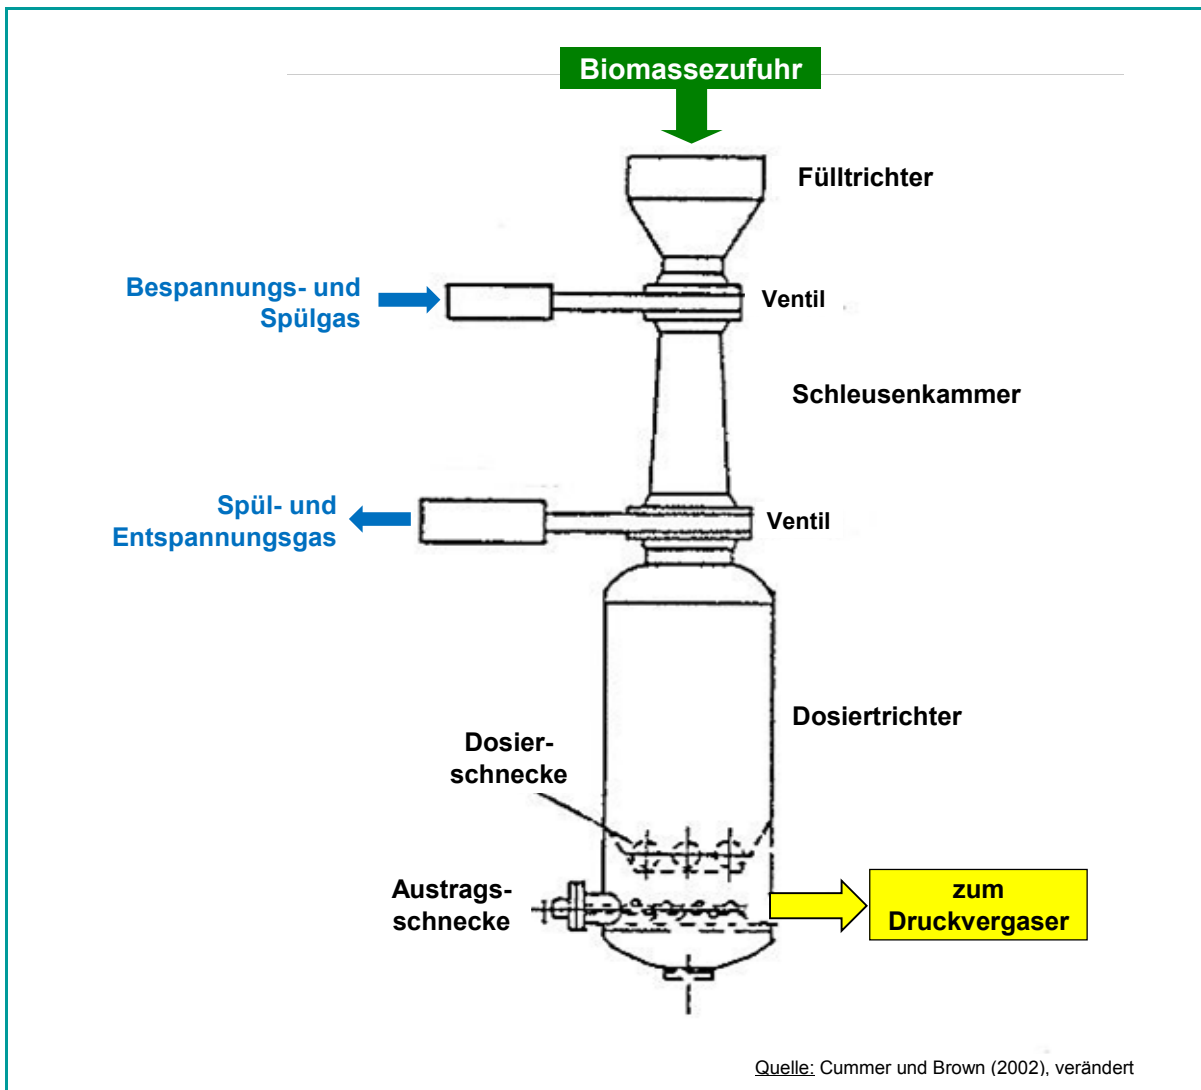 Biomassezufuhr
Fülltrichter
Bespannungs- und
Spülgas
Ventil
Schleusenkammer
Spül- und
Entspannungsgas
Ventil
Dosiertrichter
Dosier-
schnecke
Austrags-
schnecke
zum
Druckvergaser
Quelle: Cummer und Brown (2002), verändert